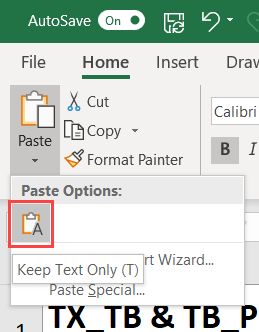 AutoSave On
File Home Insert Draw
Cut
Calibri
Copy
Paste
Format Painter
B I
Paste Options:
A
Keep Text Only (T)
rt Wizard...
Paste Special...
TX_TB & TB_P